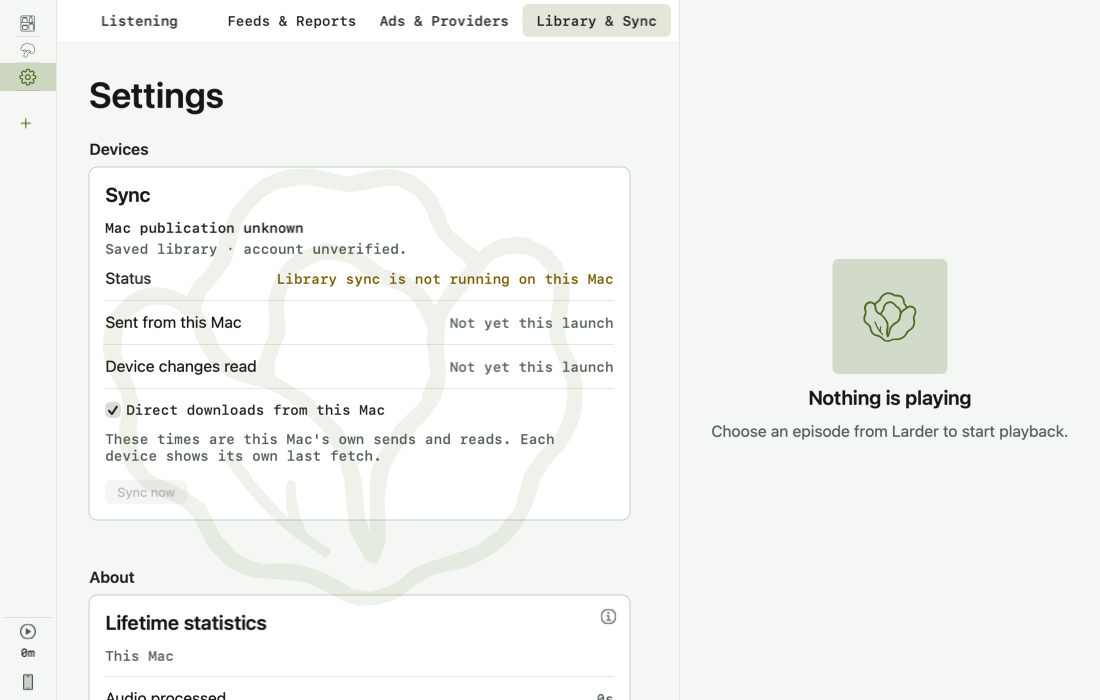 Listening
Feeds & Reports
Ads & Providers
Library & Sync
Settings
Devices
Sync
Mac publication unknown
Saved library · account unverified.
Status
Library sync is not running on this Mac
Sent from this Mac
Not yet this launch
Device changes read
Not yet this launch
Direct downloads from this Mac
These times are this Mac's own sends and reads. Each
device shows its own last fetch.
Sync now
About
Lifetime statistics
This Mac
Audio processed
0s
0m
Nothing is playing
Choose an episode from Larder to start playback.